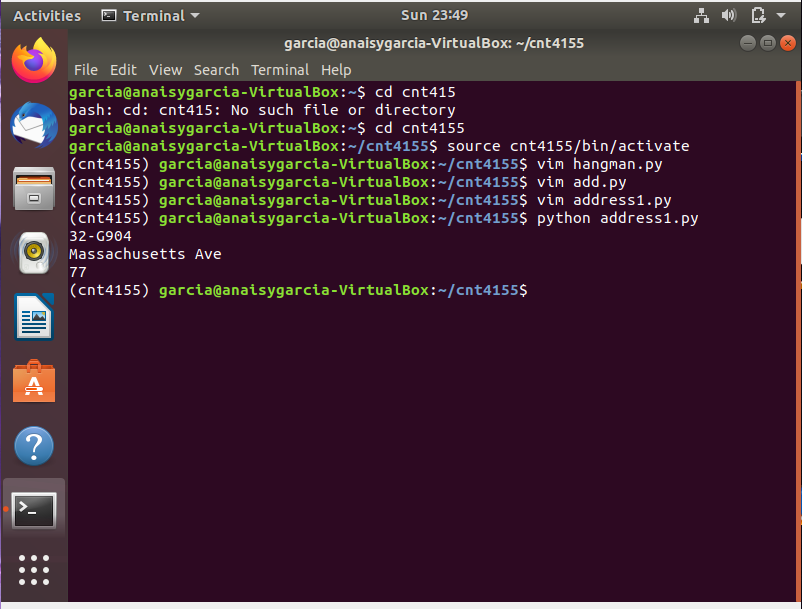 Activities Terminal Sun 23:49
garcia@anaisygarcia-VirtualBox: ~/cnt4155
File Edit View Search Terminal Help
garcia@anaisygarcia-VirtualBox:~$ cd cnt415
bash: cd: cnt415: No such file or directory
garcia@anaisygarcia-VirtualBox:~$ cd cnt4155
garcia@anaisygarcia-VirtualBox:~/cnt4155$ source cnt4155/bin/activate
(cnt4155) garcia@anaisygarcia-VirtualBox:~/cnt4155$ vim hangman.py
(cnt4155) garcia@anaisygarcia-VirtualBox:~/cnt4155$ vim add.py
(cnt4155) garcia@anaisygarcia-VirtualBox:~/cnt4155$ vim address1.py
(cnt4155) garcia@anaisygarcia-VirtualBox:~/cnt4155$ python address1.py
32-G904
Massachusetts Ave
77
(cnt4155) garcia@anaisygarcia-VirtualBox:~/cnt4155$